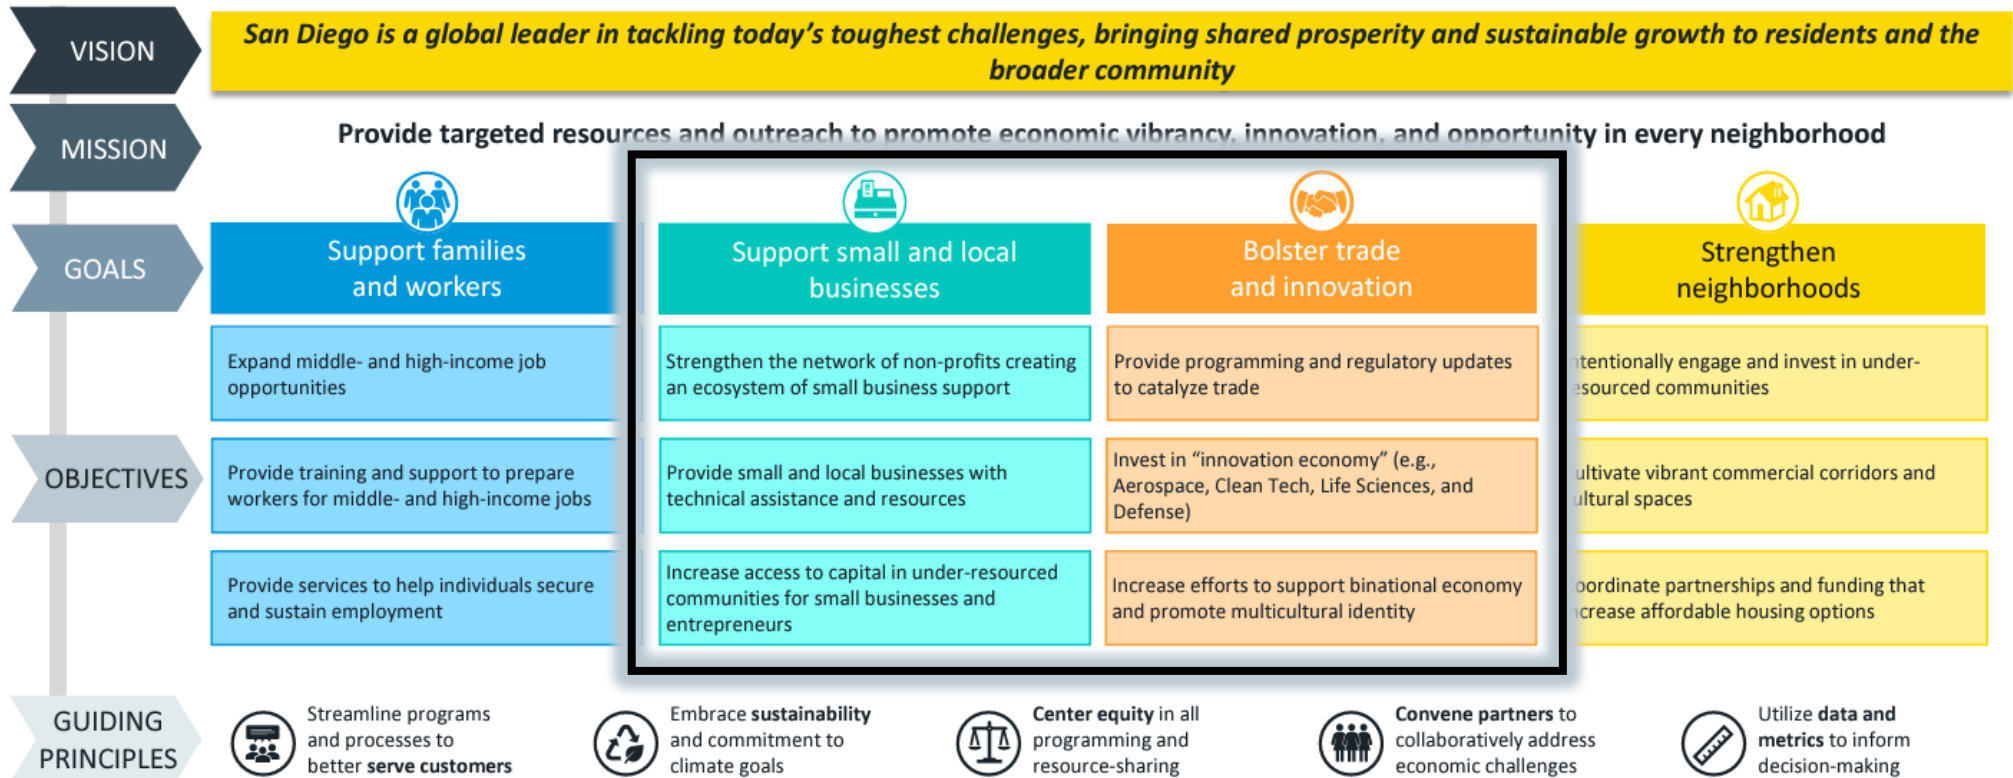 VISION
San Diego is a global leader in tackling today's toughest challenges, bringing shared prosperity and sustainable growth to residents and the
broader community
MISSION
Provide targeted resources and outreach to promote economic vibrancy, innovation, and opportunity in every neighborhood
GOALS
Support families
and workers
Support small and local
businesses
Bolster trade
and innovation
Strengthen
neighborhoods
OBJECTIVES
Expand middle- and high-income job
opportunities
Strengthen the network of non-profits creating
an ecosystem of small business support
Provide programming and regulatory updates
to catalyze trade
ntentionally engage and invest in under-
esourced communities
Provide training and support to prepare
workers for middle- and high-income jobs
Provide small and local businesses with
technical assistance and resources
Invest in “innovation economy” (e.g.,
Aerospace, Clean Tech, Life Sciences, and
Defense)
ultivate vibrant commercial corridors and
ultural spaces
Provide services to help individuals secure
and sustain employment
Increase access to capital in under-resourced
communities for small businesses and
entrepreneurs
Increase efforts to support binational economy
and promote multicultural identity
oordinate partnerships and funding that
ncrease affordable housing options
GUIDING
PRINCIPLES
Streamline programs
and processes to
better serve customers
Embrace sustainability
and commitment to
climate goals
Center equity in all
programming and
resource-sharing
Convene partners to
collaboratively address
economic challenges
Utilize data and
metrics to inform
decision-making